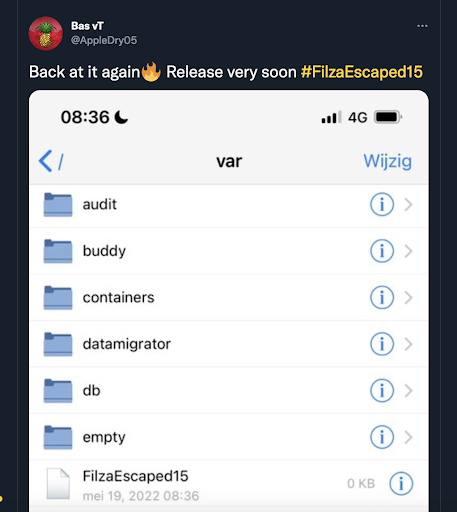 Bas vT
@AppleDry05
Back at it again🔥 Release very soon #FilzaEscaped15
08:36
4G
/
var
Wijzig
audit
buddy
containers
datamigrator
db
empty
FilzaEscaped15
mei 19, 2022 08:36
0 KB